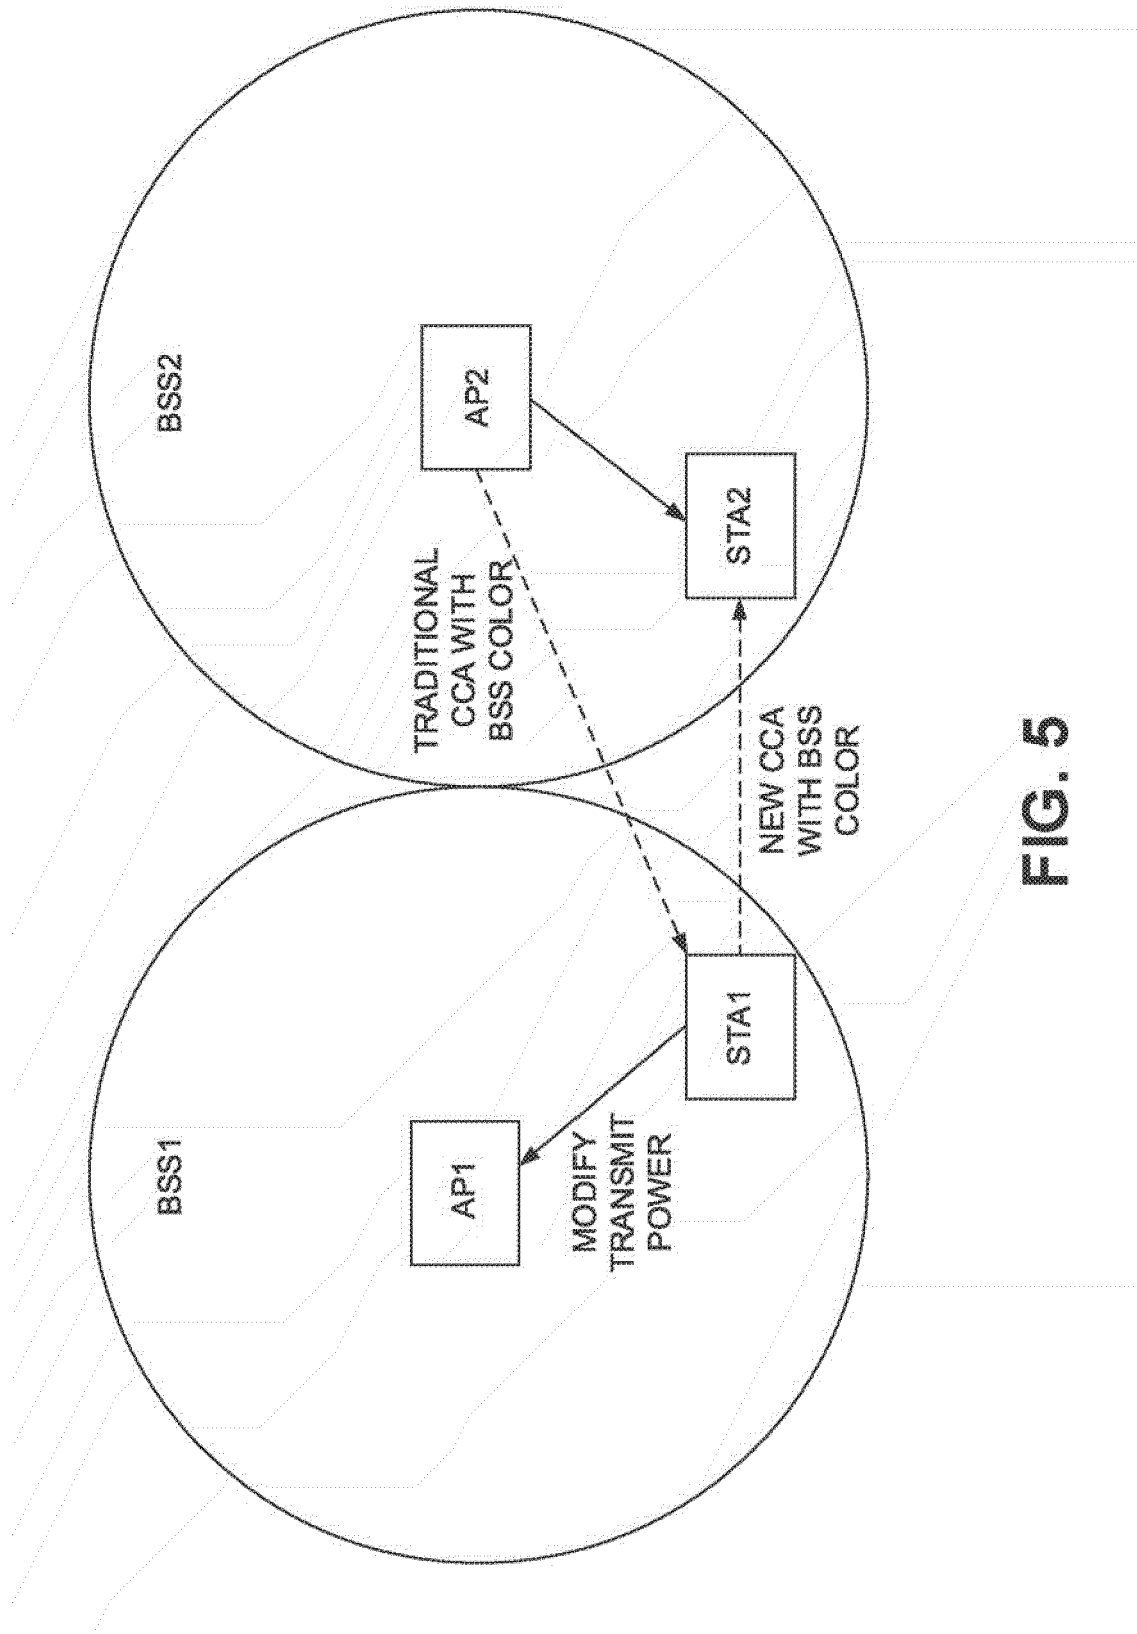 BSS1
BSS2
AP1
AP2
TRADITIONAL
CCA WITH
BSS COLOR
MODIFY
TRANSMIT
POWER
STA1
STA2
NEW CCA
WITH BSS
COLOR
FIG. 5